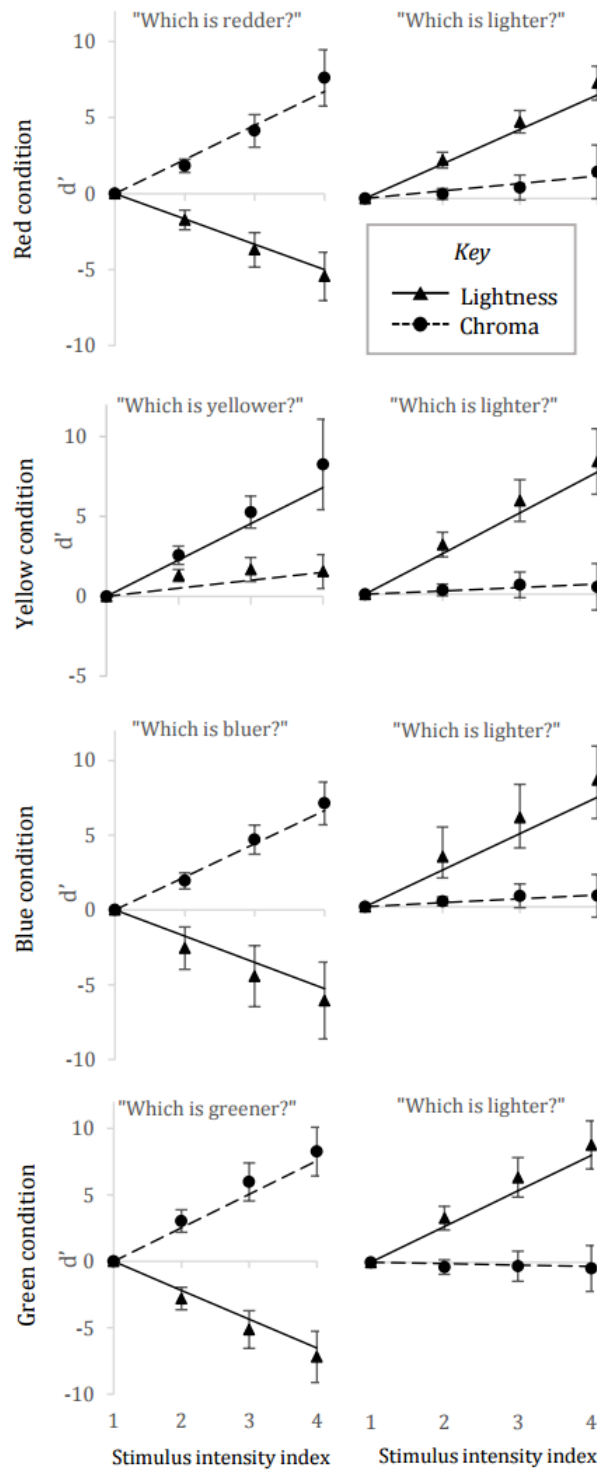 "Which is redder?" "Which is lighter?"
Red condition
d'
10
5
0
-5
-10
Key
Lightness
Chroma
"Which is yellower?" "Which is lighter?"
Yellow condition
d'
10
5
0
-5
"Which is bluer?" "Which is lighter?"
Blue condition
d'
10
5
0
-5
-10
"Which is greener?" "Which is lighter?"
Green condition
d'
10
5
0
-5
-10
1 2 3 4 1 2 3 4
Stimulus intensity index Stimulus intensity index